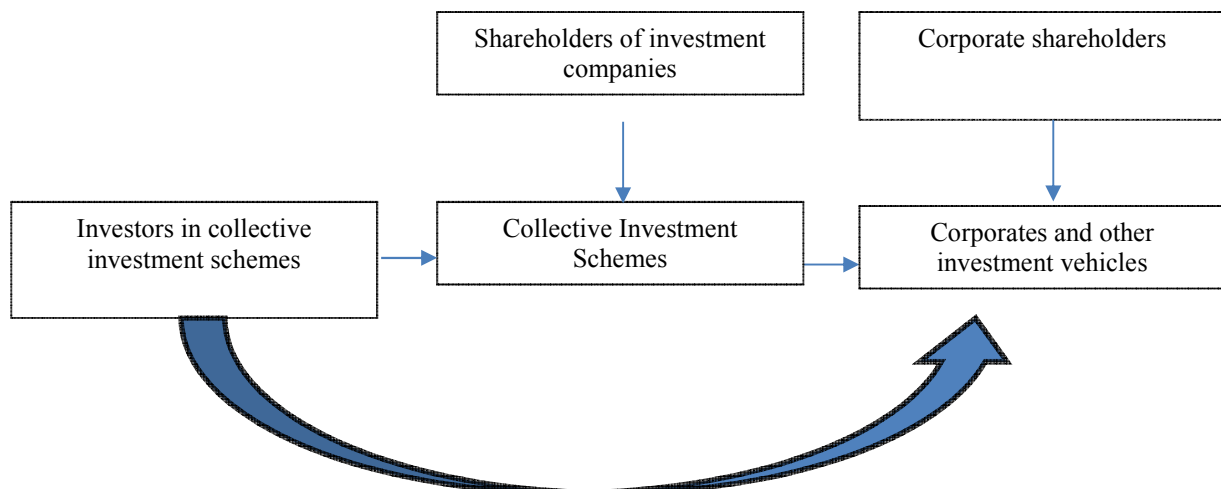 Shareholders of investment
companies
Corporate shareholders
Investors in collective
investment schemes
Collective Investment
Schemes
Corporates and other
investment vehicles